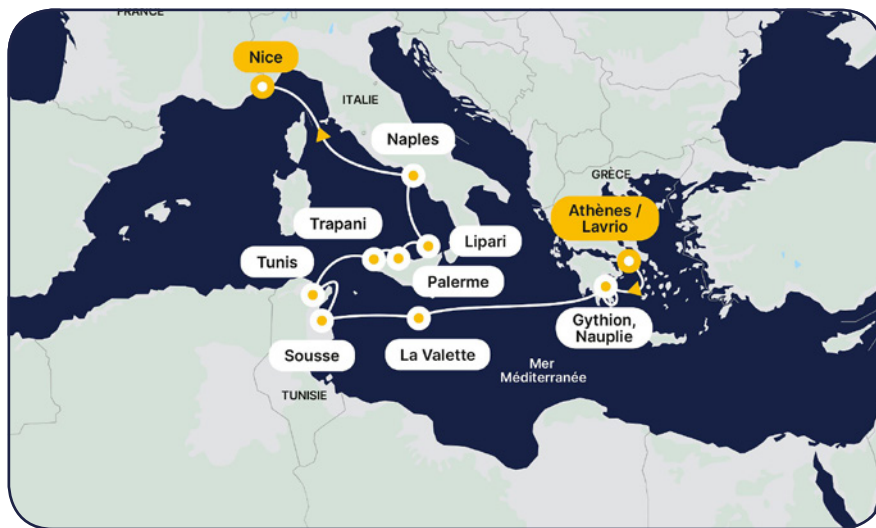 FRANCE
Nice
ITALIE
Naples
GRÈCE
Athènes /
Lavrio
Trapani
Lipari
Tunis
Palerme
Gythion,
Nauplie
Sousse
La Valette
Mer
Méditerranée
TUNISIE